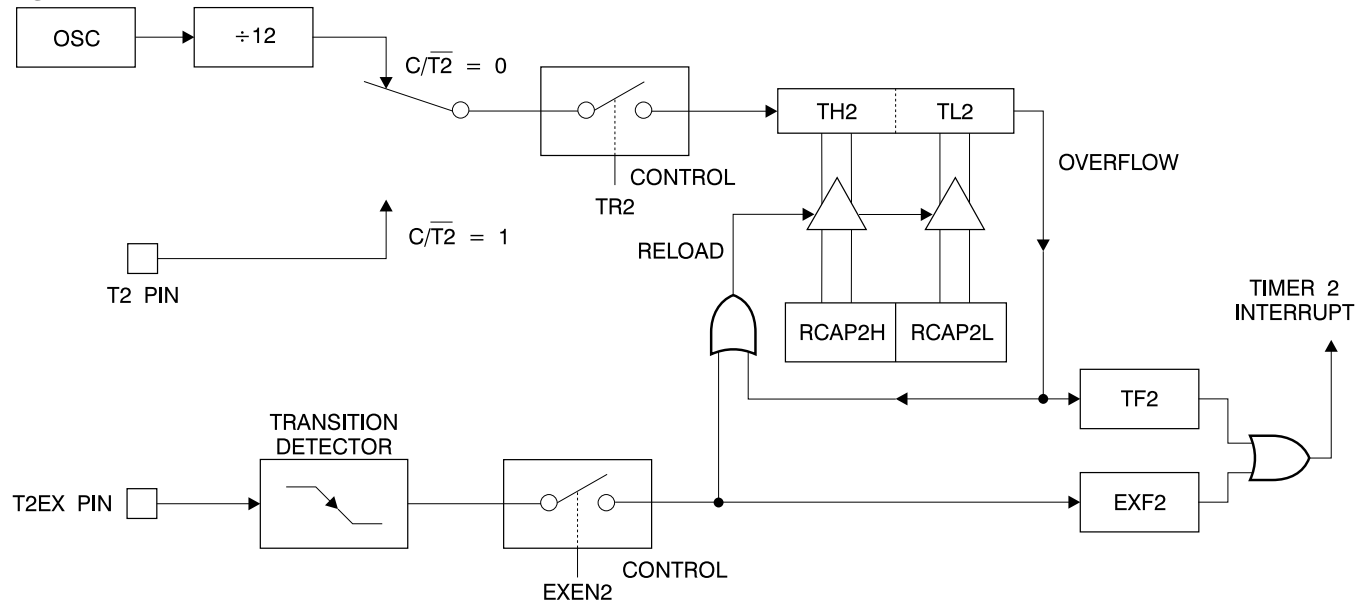 OSC
÷12
C/T2 = 0
TH2
TL2
OVERFLOW
CONTROL
TR2
C/T2 = 1
RELOAD
T2 PIN
TIMER 2
INTERRUPT
RCAP2H
RCAP2L
TF2
TRANSITION
DETECTOR
T2EX PIN
EXF2
CONTROL
EXEN2